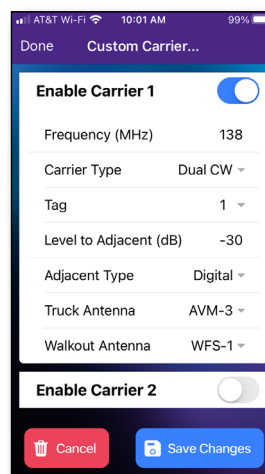 AT&T Wi-Fi 10:01 AM 99%
Done Custom Carrier...
Enable Carrier 1
Frequency (MHz) 138
Carrier Type Dual CW
Tag 1
Level to Adjacent (dB) -30
Adjacent Type Digital
Truck Antenna AVM-3
Walkout Antenna WFS-1
Enable Carrier 2
Cancel Save Changes